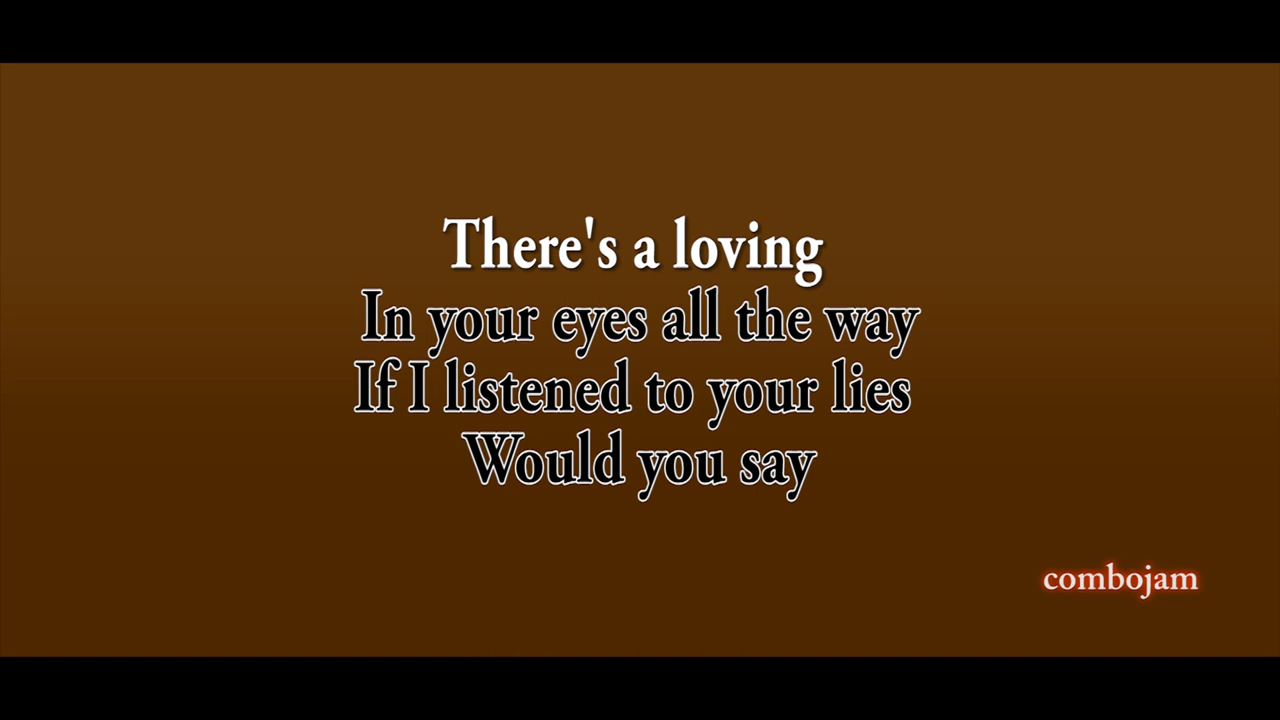 There's a loving
In your eyes all the way
If I listened to your lies
Would you say
combojam